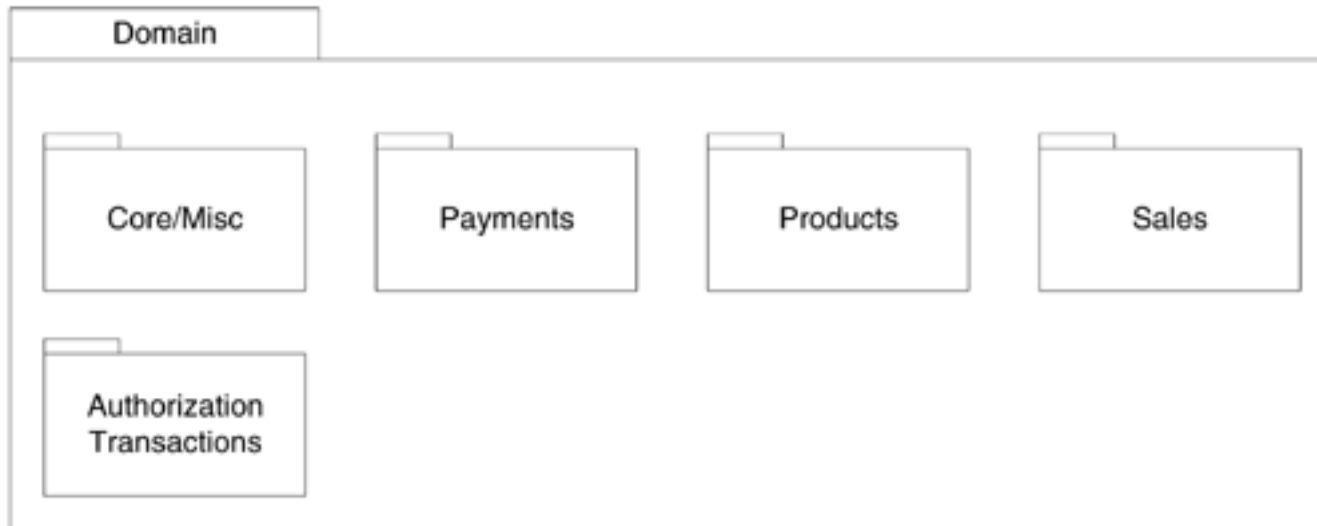 Domain
Core/Misc
Payments
Products
Sales
Authorization
Transactions